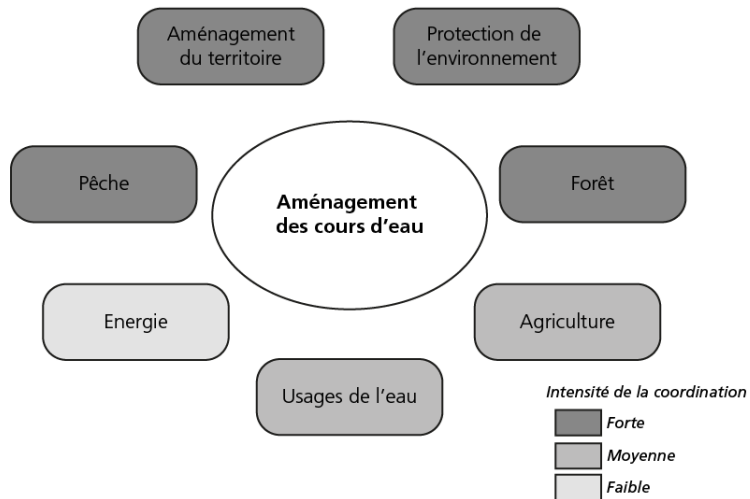 Aménagement
du territoire
Protection de
l'environnement
Pêche
Aménagement
des cours d'eau
Forêt
Energie
Agriculture
Usages de l'eau
Intensité de la coordination
Forte
Moyenne
Faible